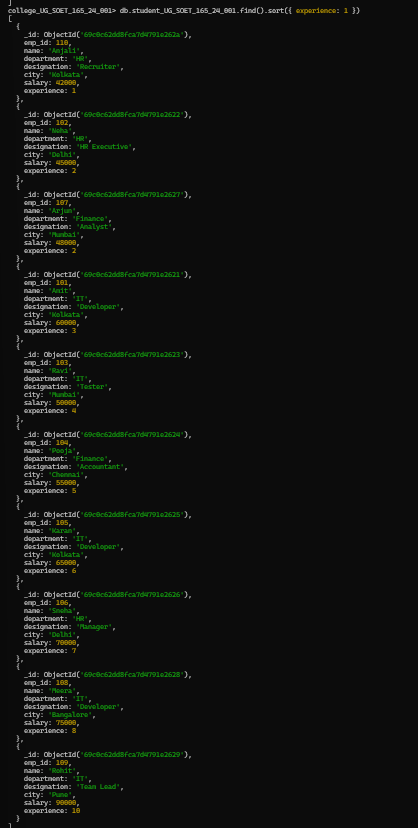 ]
college_UG_SOET_165_24_001> db.student_UG_SOET_165_24_001.find().sort({ experience: 1 })
[
{
_id: ObjectId('69c0c62dd8fca7d4791e262a'),
emp_id: 110,
name: 'Anjali',
department: 'HR',
designation: 'Recruiter',
city: 'Kolkata',
salary: 42000,
experience: 1
},
{
_id: ObjectId('69c0c62dd8fca7d4791e2622'),
emp_id: 102,
name: 'Neha',
department: 'HR',
designation: 'HR Executive',
city: 'Delhi',
salary: 45000,
experience: 2
},
{
_id: ObjectId('69c0c62dd8fca7d4791e2627'),
emp_id: 107,
name: 'Arjun',
department: 'Finance',
designation: 'Analyst',
city: 'Mumbai',
salary: 48000,
experience: 2
},
{
_id: ObjectId('69c0c62dd8fca7d4791e2621'),
emp_id: 101,
name: 'Amit',
department: 'IT',
designation: 'Developer',
city: 'Kolkata',
salary: 60000,
experience: 3
},
{
_id: ObjectId('69c0c62dd8fca7d4791e2623'),
emp_id: 103,
name: 'Ravi',
department: 'IT',
designation: 'Tester',
city: 'Mumbai',
salary: 50000,
experience: 4
},
{
_id: ObjectId('69c0c62dd8fca7d4791e2624'),
emp_id: 104,
name: 'Pooja',
department: 'Finance',
designation: 'Accountant',
city: 'Chennai',
salary: 55000,
experience: 5
},
{
_id: ObjectId('69c0c62dd8fca7d4791e2625'),
emp_id: 105,
name: 'Karan',
department: 'IT',
designation: 'Developer',
city: 'Kolkata',
salary: 65000,
experience: 6
},
{
_id: ObjectId('69c0c62dd8fca7d4791e2626'),
emp_id: 106,
name: 'Sneha',
department: 'HR',
designation: 'Manager',
city: 'Delhi',
salary: 70000,
experience: 7
},
{
_id: ObjectId('69c0c62dd8fca7d4791e2628'),
emp_id: 108,
name: 'Meera',
department: 'IT',
designation: 'Developer',
city: 'Bangalore',
salary: 75000,
experience: 8
},
{
_id: ObjectId('69c0c62dd8fca7d4791e2629'),
emp_id: 109,
name: 'Rohit',
department: 'IT',
designation: 'Team Lead',
city: 'Pune',
salary: 90000,
experience: 10
}
]